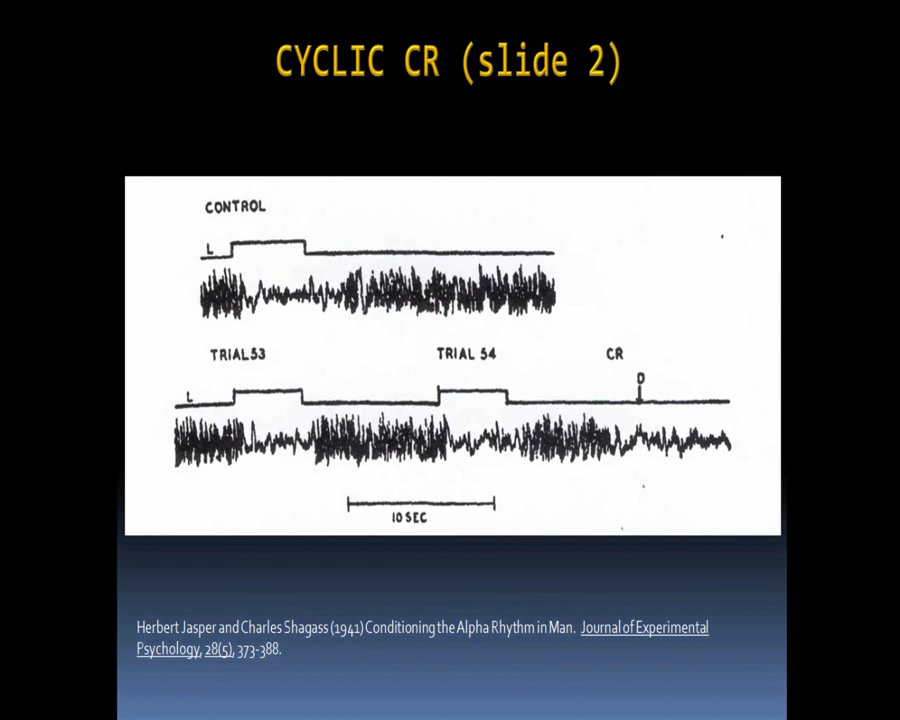 CYCLIC CR (slide 2)
CONTROL
L
TRIAL 53 TRIAL 54 CR
L D
10 SEC
Herbert Jasper and Charles Shagass (1941) Conditioning the Alpha Rhythm in Man. Journal of Experimental
Psychology, 28(5), 373-388.